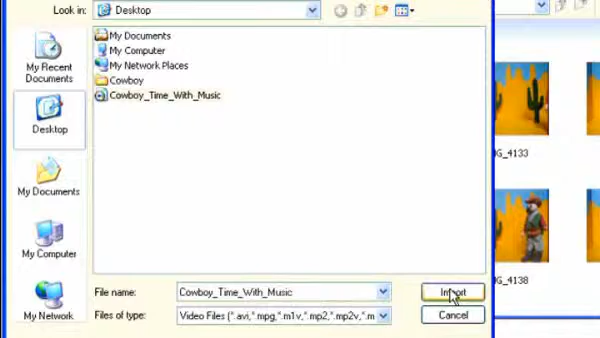 Look in:
Desktop
My Recent
Documents
Desktop
My Documents
My Computer
My Network
My Documents
My Computer
My Network Places
Cowboy
Cowboy_Time_With_Music
File name:
Cowboy_Time_With_Music
Import
Files of type:
Video Files (*.avi,*.mpg,*.m1v,*.mp2,*.mp2v,*.m
Cancel
G_4133
G_4138